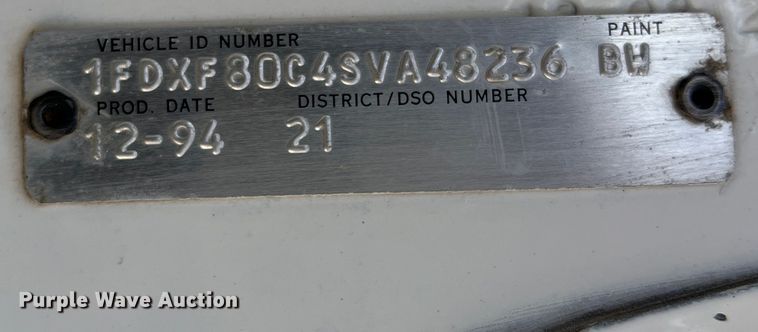 VEHICLE ID NUMBER PAINT
1FDXF80C4SVA48236 BW
PROD. DATE DISTRICT/DSO NUMBER
12-94 21
Purple Wave Auction